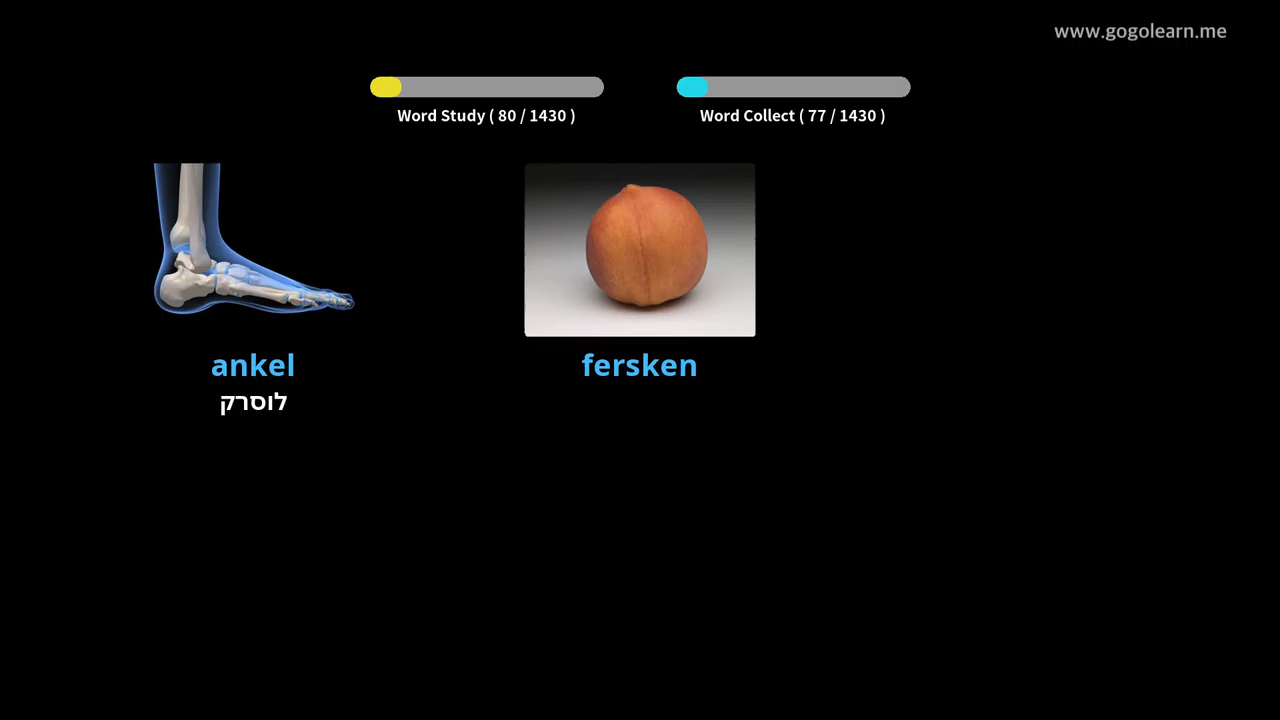 www.gogolearn.me
Word Study ( 80 / 1430 )
Word Collect ( 77 / 1430 )
ankel
לוסרק
fersken